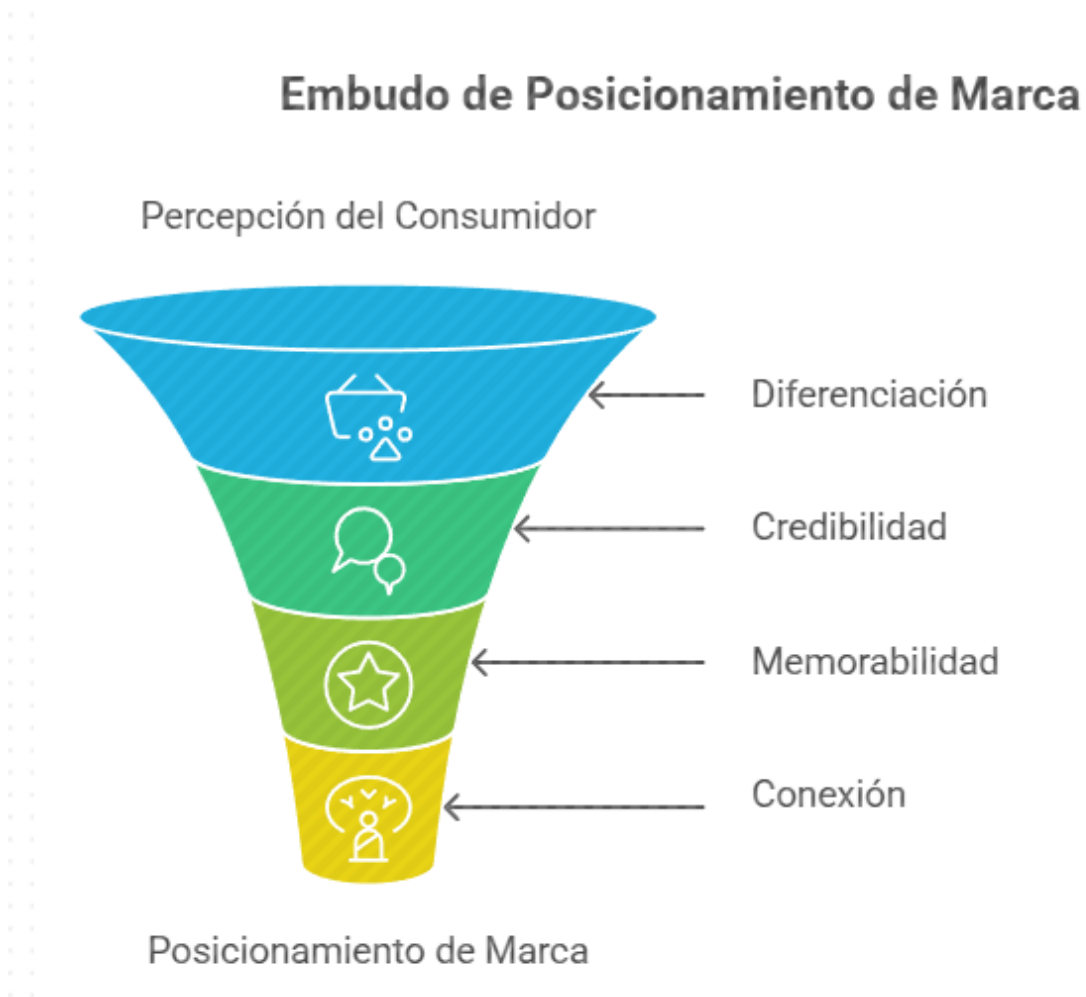 Embudo de Posicionamiento de Marca
Percepción del Consumidor
Diferenciación
Credibilidad
Memorabilidad
Conexión
Posicionamiento de Marca